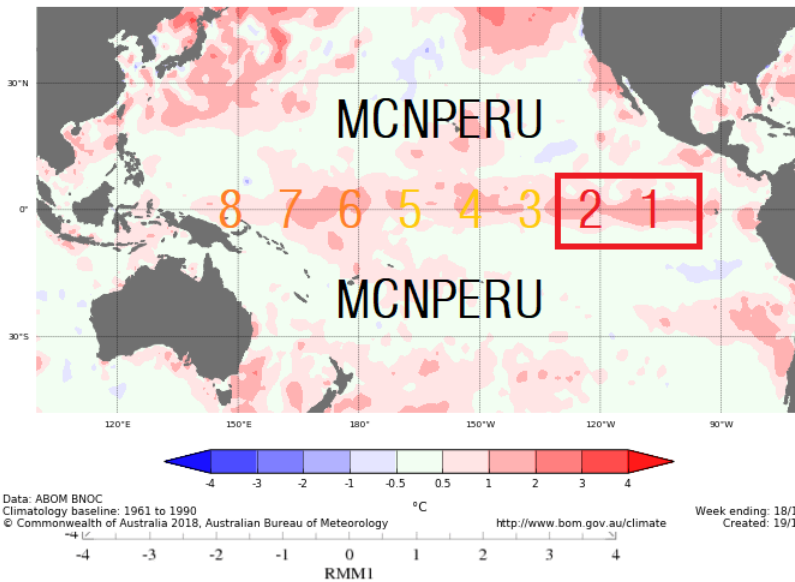 30°N
MCNPERU
8 7 6 5 4 3 2 1
0°
MCNPERU
30°S
120°E 150°E 180° 150°W 120°W 90°W
-4 -3 -2 -1 -0.5 0.5 1 2 3 4
°C
Data: ABOM BNOC
Climatology baseline: 1961 to 1990
© Commonwealth of Australia 2018, Australian Bureau of Meteorology
http://www.bom.gov.au/climate
Week ending: 18/1
Created: 19/1
-4
-4 -3 -2 -1 0 1 2 3 4
RMM1